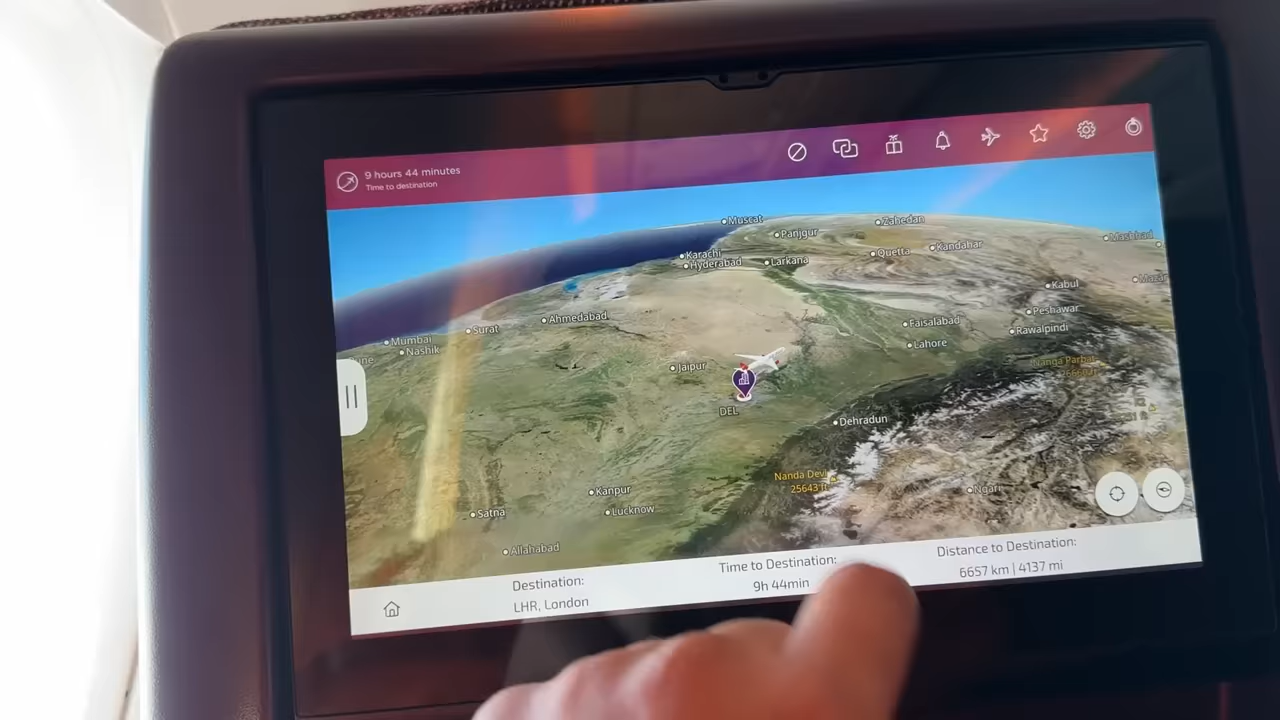 9 hours 44 minutes
Time to destination
Muscat
Zahedan
Panjgur
Mashhad
Karachi
Hyderabad
Larkana
Quetta
Kandahar
Kabul
Peshawar
Rawalpindi
Surat
Ahmedabad
Faisalabad
Lahore
Mumbai
Nashik
Jaipur
Nanga Parbat
DEL
Dehradun
Nanda Devi
25643 ft
Ngari
Kanpur
Satna
Lucknow
Allahabad
Destination:
LHR, London
Time to Destination:
9h 44min
Distance to Destination:
6657 km | 4137 mi